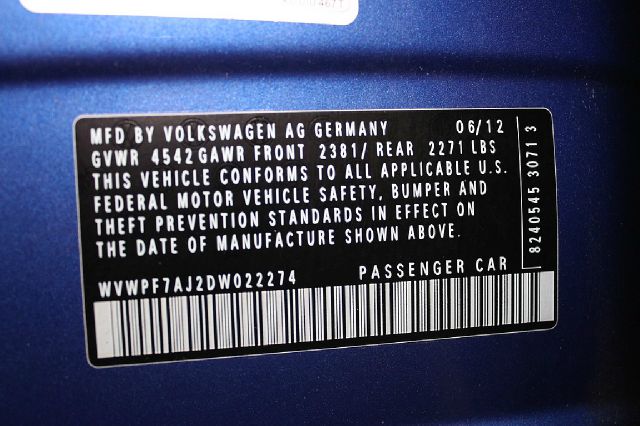 MFD BY VOLKSWAGEN AG GERMANY 06/12
GVWR 4542 GAWR FRONT 2381/ REAR 2271 LBS
THIS VEHICLE CONFORMS TO ALL APPLICABLE U.S.
FEDERAL MOTOR VEHICLE SAFETY, BUMPER AND
THEFT PREVENTION STANDARDS IN EFFECT ON
THE DATE OF MANUFACTURE SHOWN ABOVE.
WVWPF7AJ2DW022274 PASSENGER CAR
8240545 3071 3